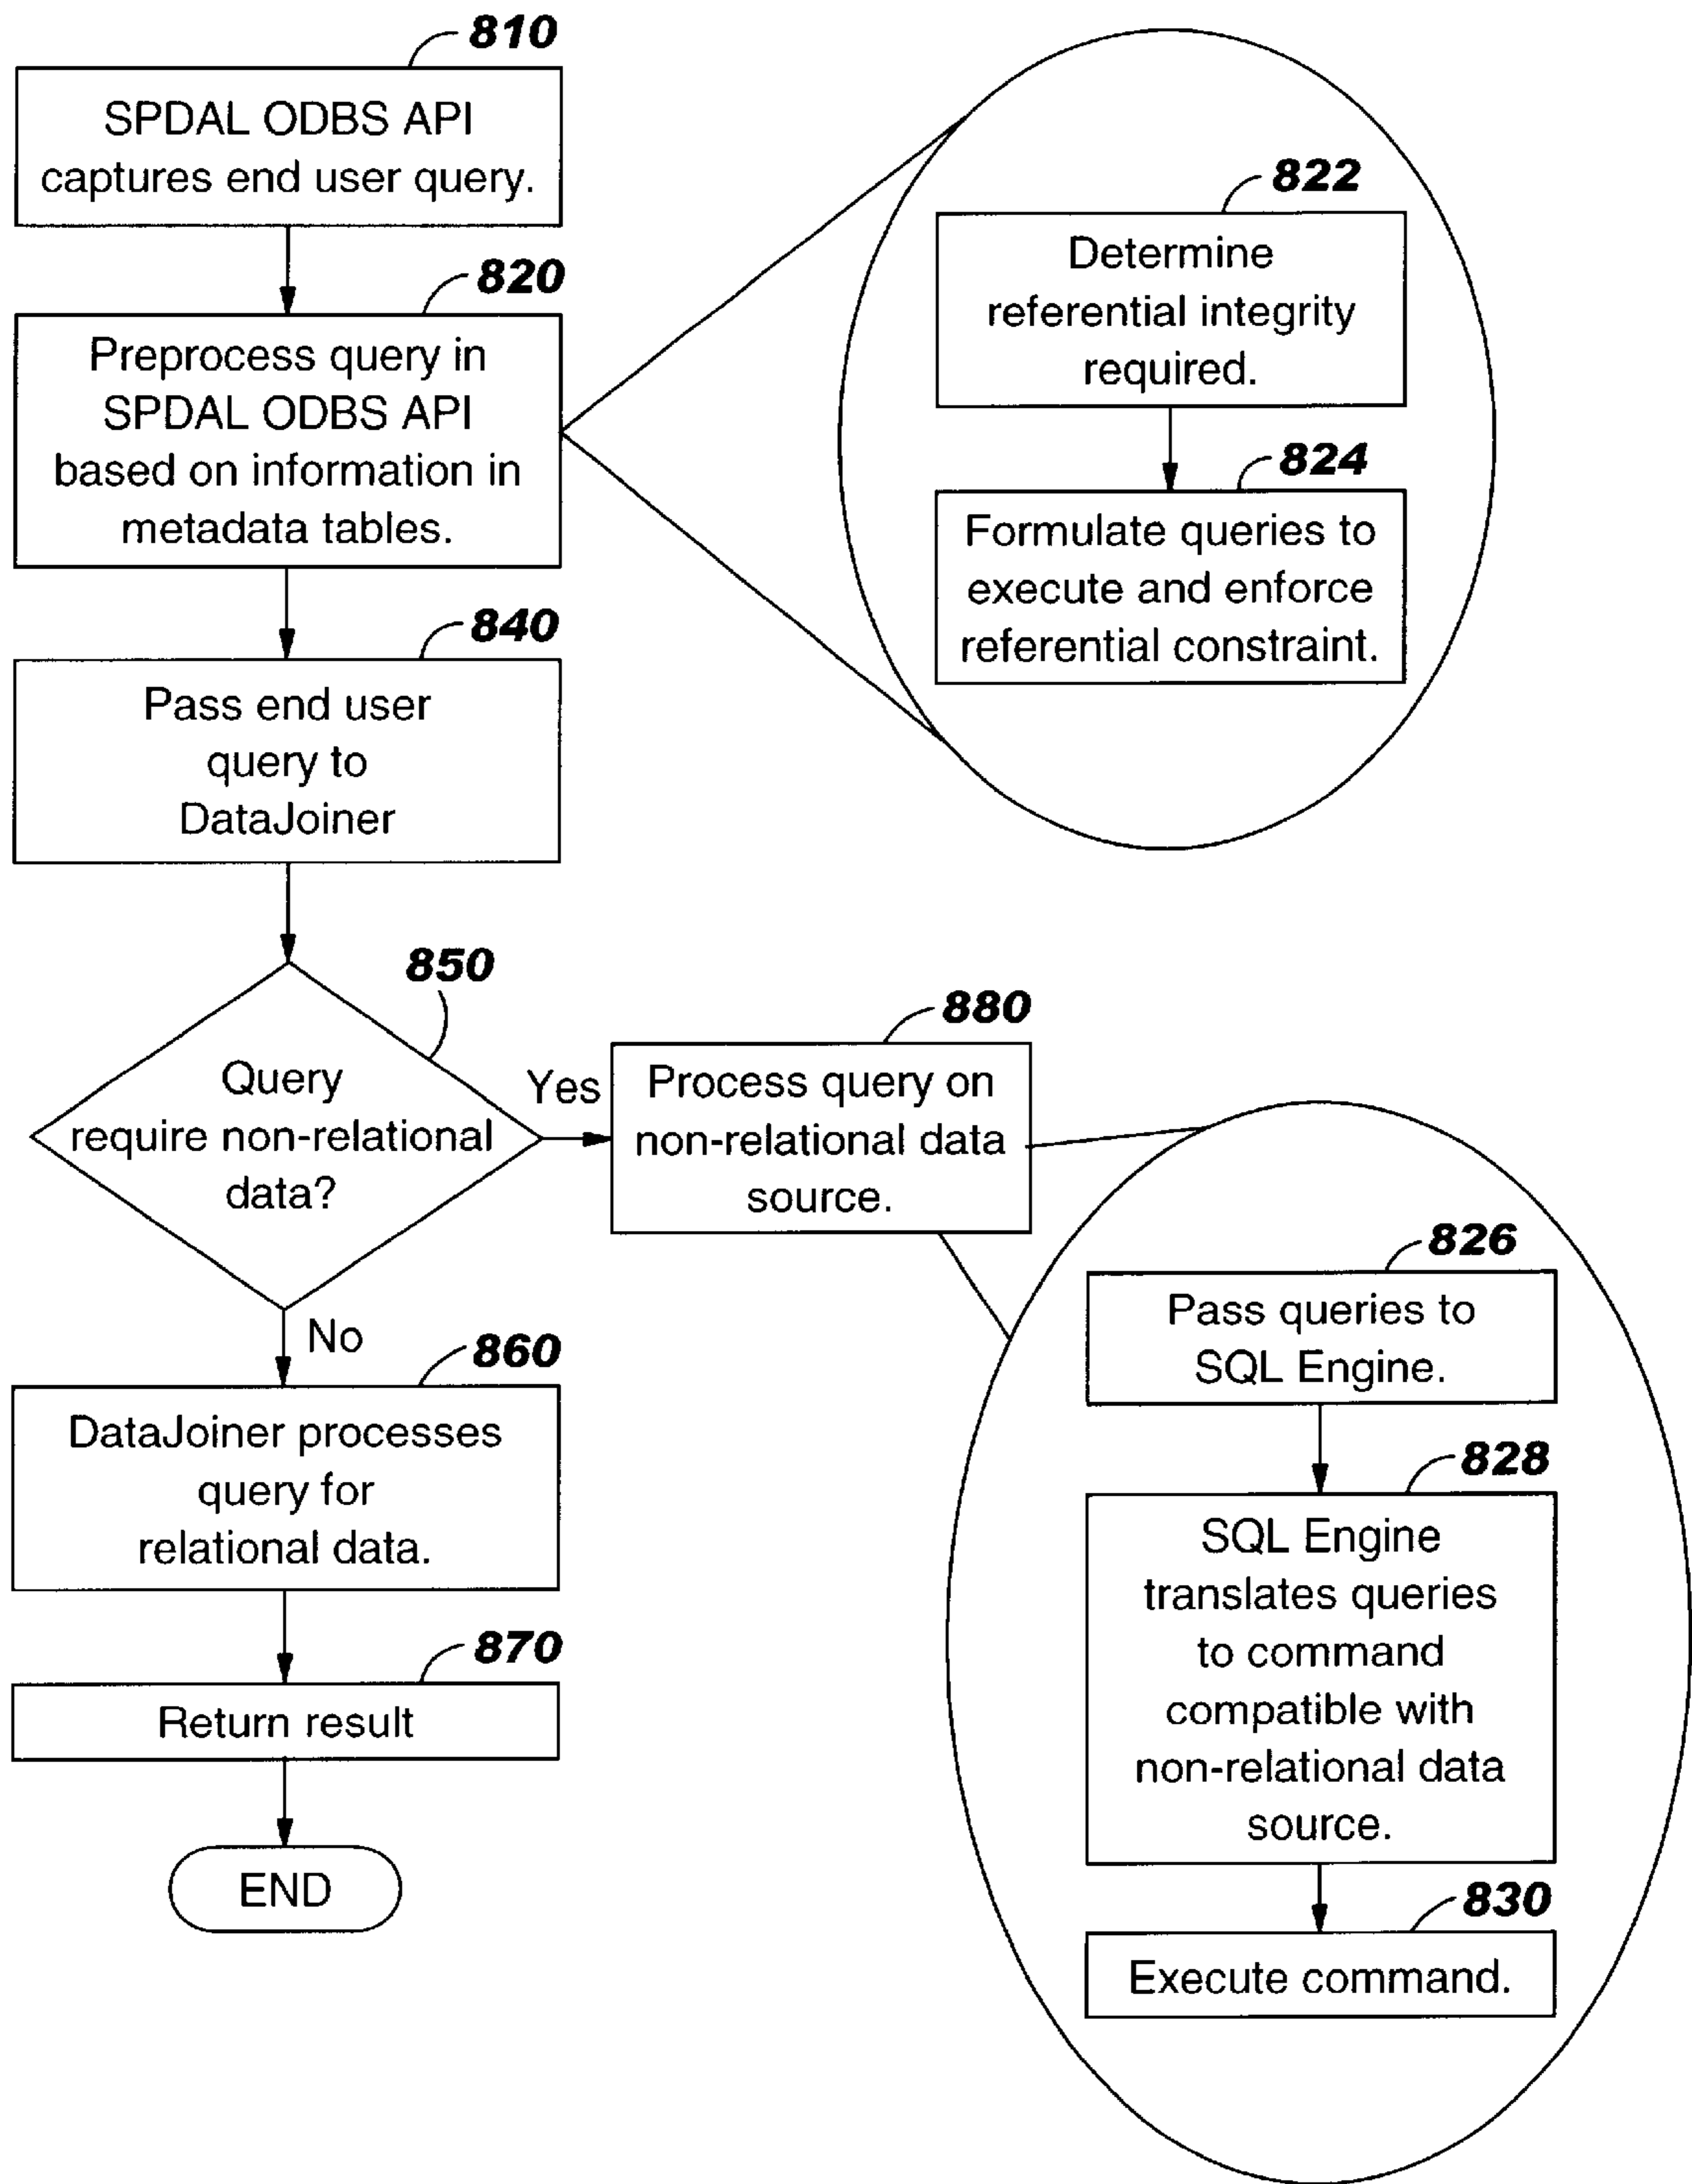 810
SPDAL ODBS API
captures end user query.
820
Preprocess query in
SPDAL ODBS API
based on information in
metadata tables.
822
Determine
referential integrity
required.
824
Formulate queries to
execute and enforce
referential constraint.
840
Pass end user
query to
DataJoiner
850
Query
require non-relational
data?
Yes
No
880
Process query on
non-relational data
source.
826
Pass queries to
SQL Engine.
828
SQL Engine
translates queries
to command
compatible with
non-relational data
source.
830
Execute command.
860
DataJoiner processes
query for
relational data.
870
Return result
END